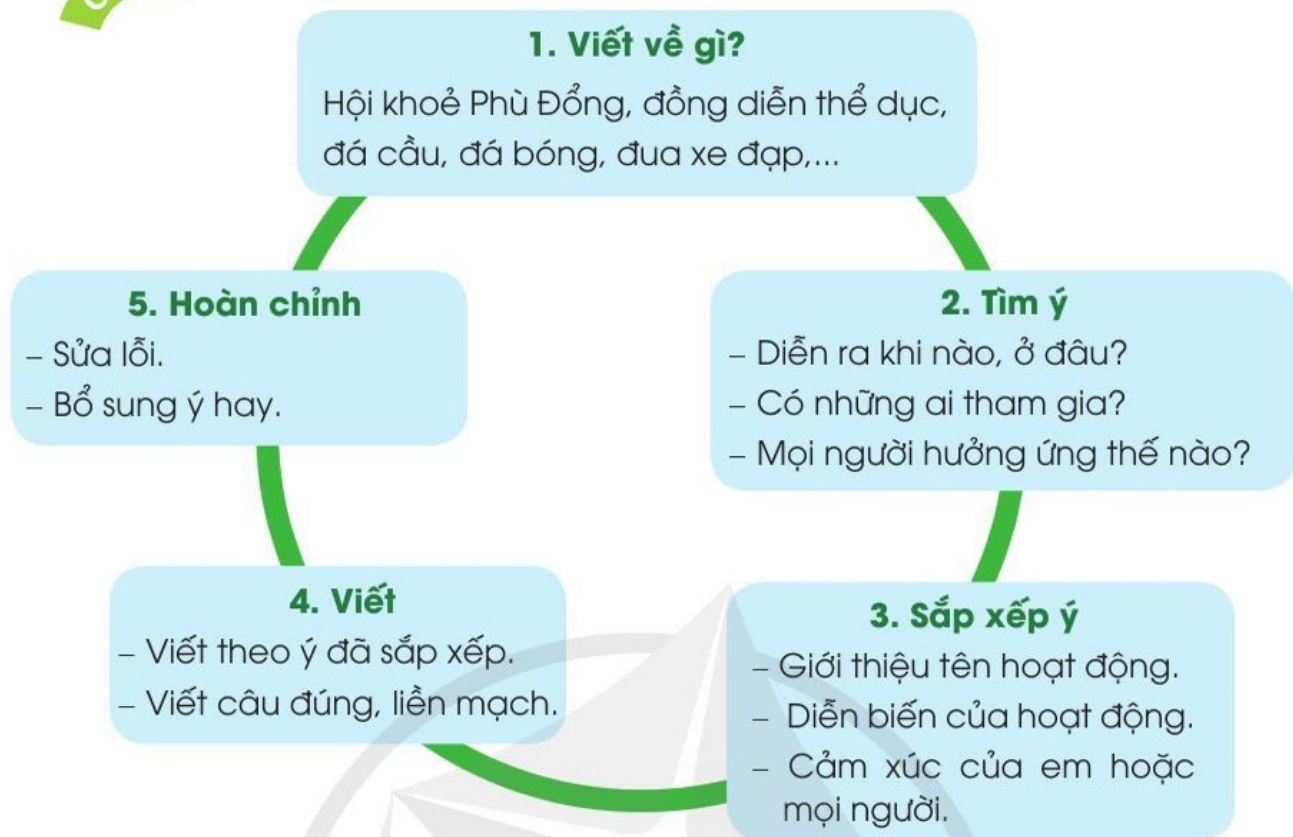 1. Viết về gì?
Hội khoẻ Phù Đổng, đồng diễn thể dục,
đá cầu, đá bóng, đua xe đạp,...
2. Tìm ý
– Diễn ra khi nào, ở đâu?
– Có những ai tham gia?
– Mọi người hưởng ứng thế nào?
3. Sắp xếp ý
– Giới thiệu tên hoạt động.
– Diễn biến của hoạt động.
– Cảm xúc của em hoặc
mọi người.
4. Viết
– Viết theo ý đã sắp xếp.
– Viết câu đúng, liền mạch.
5. Hoàn chỉnh
– Sửa lỗi.
– Bổ sung ý hay.